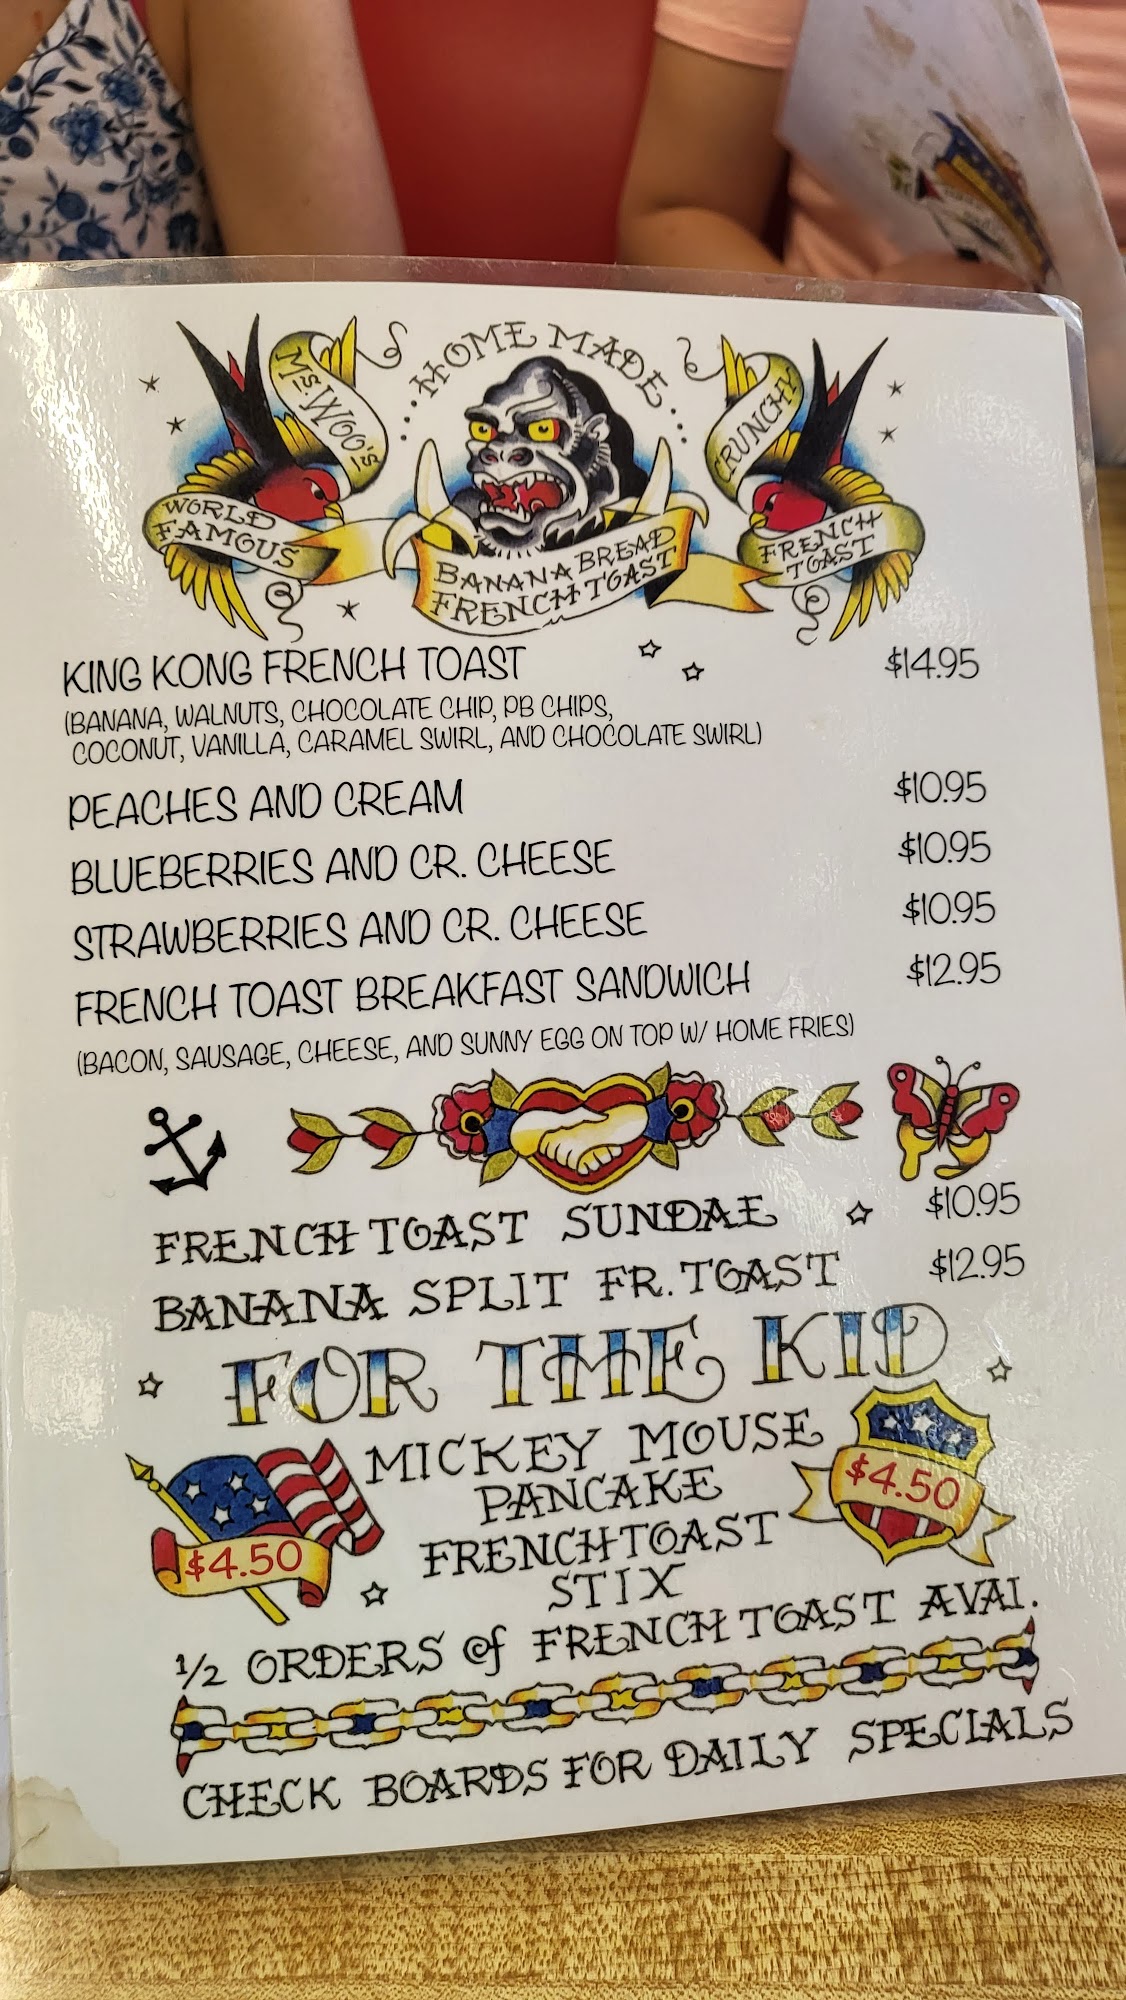 ...HOME MADE...
Ms. WOO'S
CRUNCHY
WORLD
FAMOUS
BANANA BREAD
FRENCH TOAST
FRENCH
TOAST
KING KONG FRENCH TOAST $14.95
(BANANA, WALNUTS, CHOCOLATE CHIP, PB CHIPS,
COCONUT, VANILLA, CARAMEL SWIRL, AND CHOCOLATE SWIRL)
PEACHES AND CREAM $10.95
BLUEBERRIES AND CR. CHEESE $10.95
STRAWBERRIES AND CR. CHEESE $10.95
FRENCH TOAST BREAKFAST SANDWICH $12.95
(BACON, SAUSAGE, CHEESE, AND SUNNY EGG ON TOP W/ HOME FRIES)
FRENCH TOAST SUNDAE $10.95
BANANA SPLIT FR. TOAST $12.95
FOR THE KID
MICKEY MOUSE
PANCAKE $4.50
FRENCH TOAST
$4.50 STIX
1/2 ORDERS of FRENCH TOAST AVAI.
CHECK BOARDS FOR DAILY SPECIALS